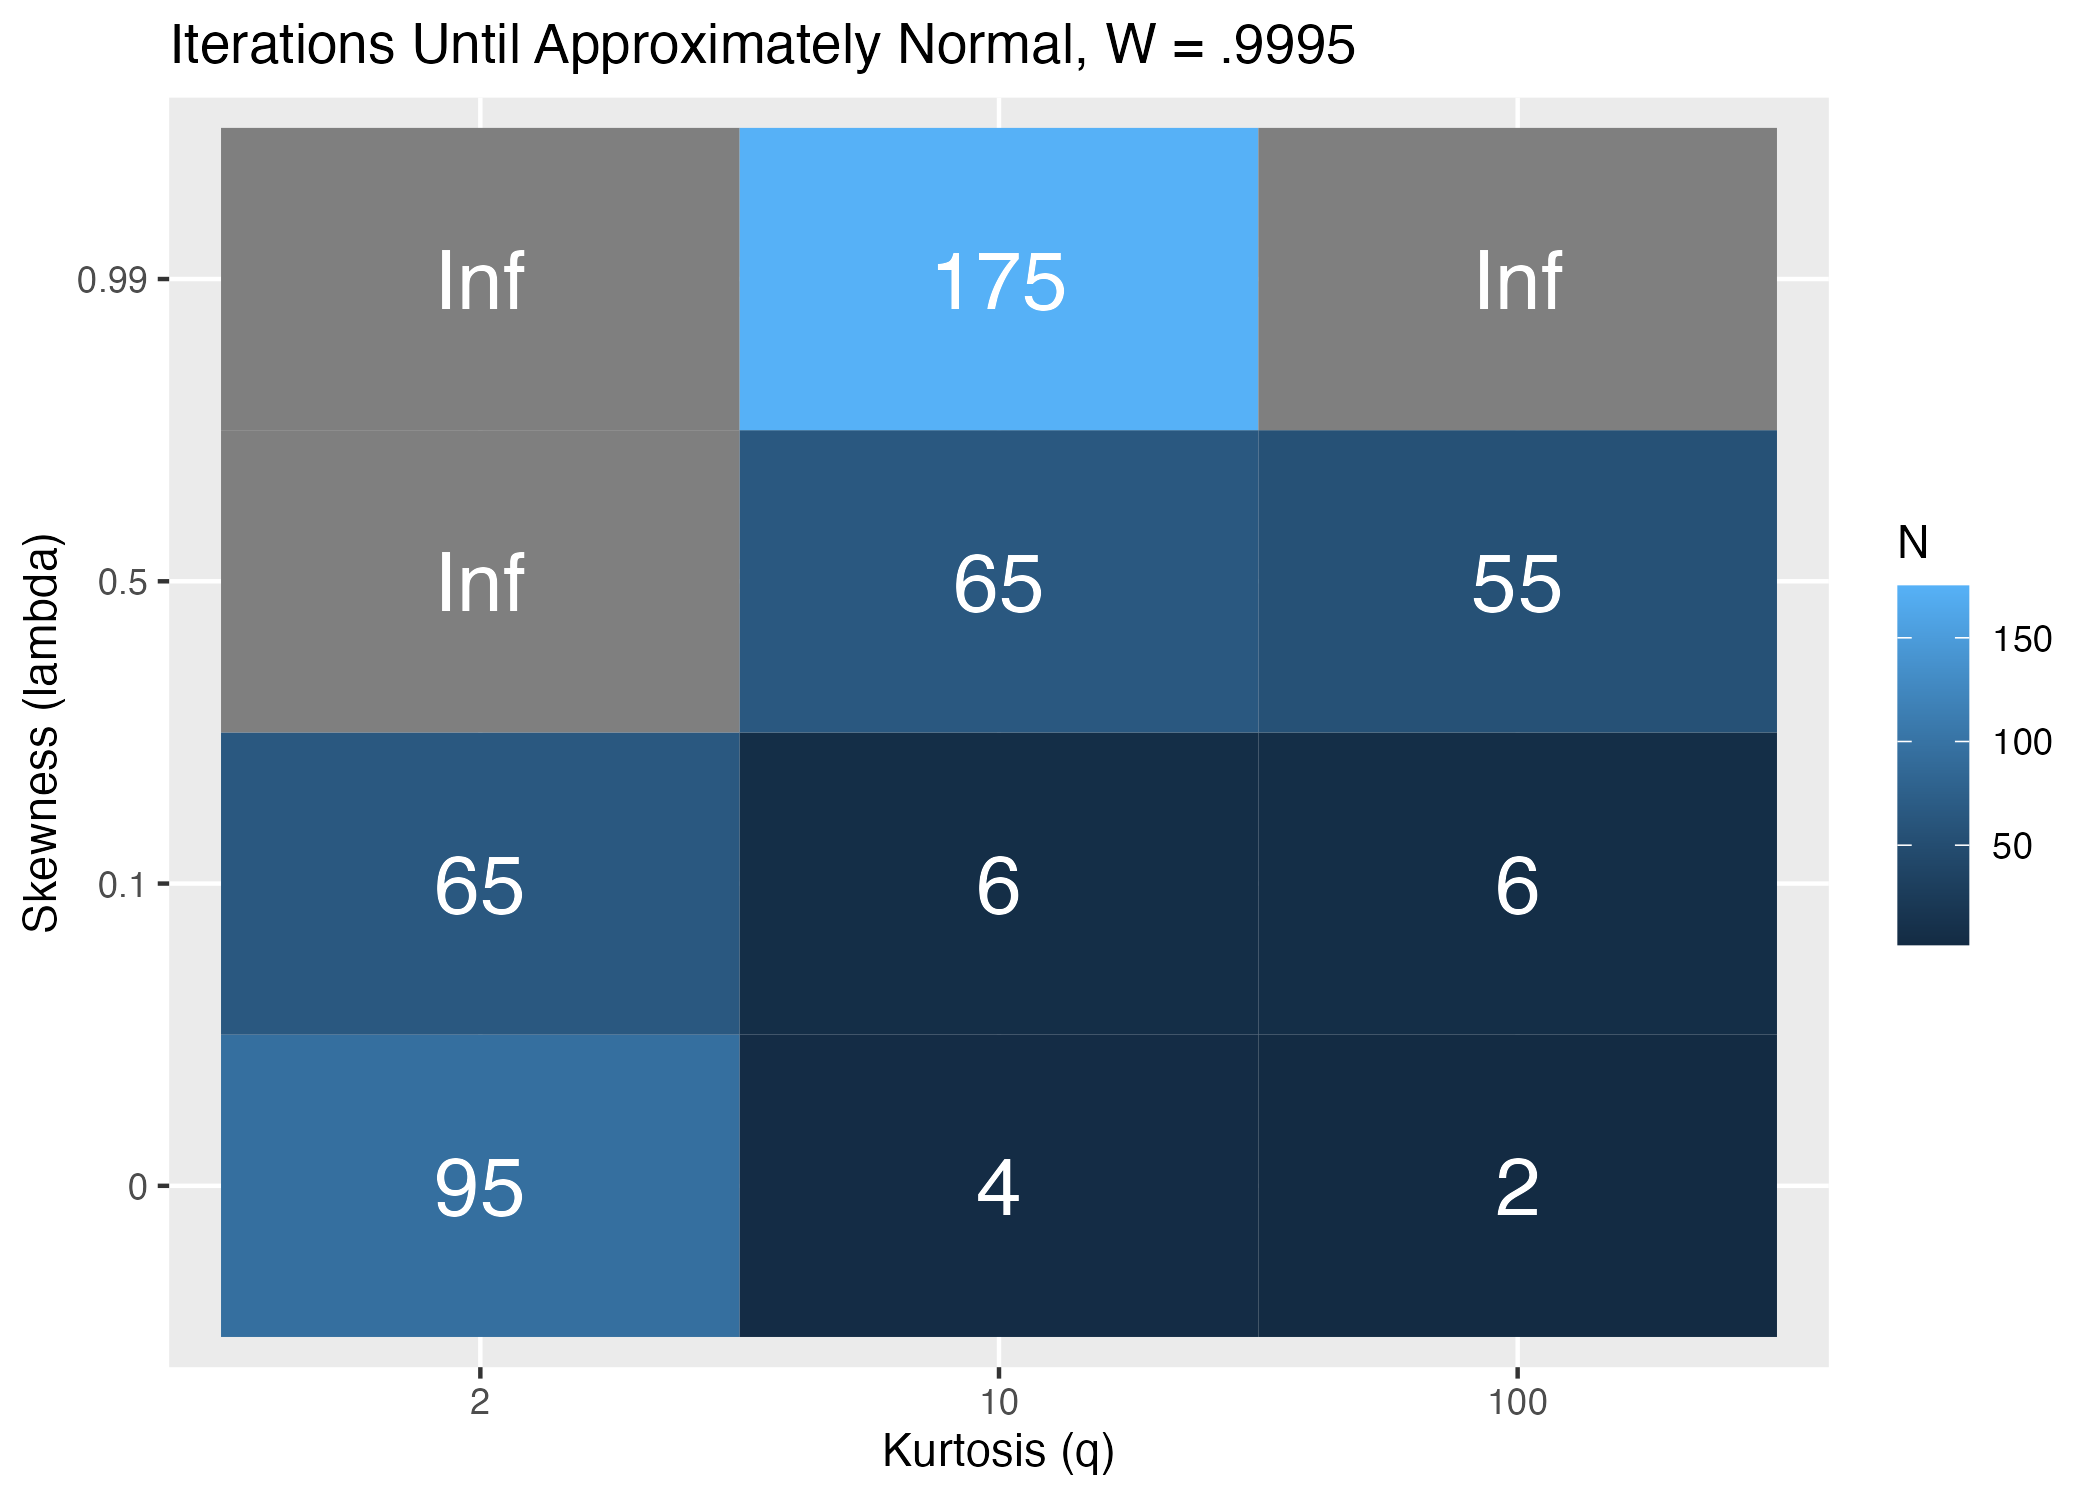 Iterations Until Approximately Normal, W = .9995
Skewness (lambda)
0.99
Inf
175
Inf
0.5
Inf
65
55
0.1
65
6
6
0
95
4
2
2
10
100
Kurtosis (q)
N
150
100
50